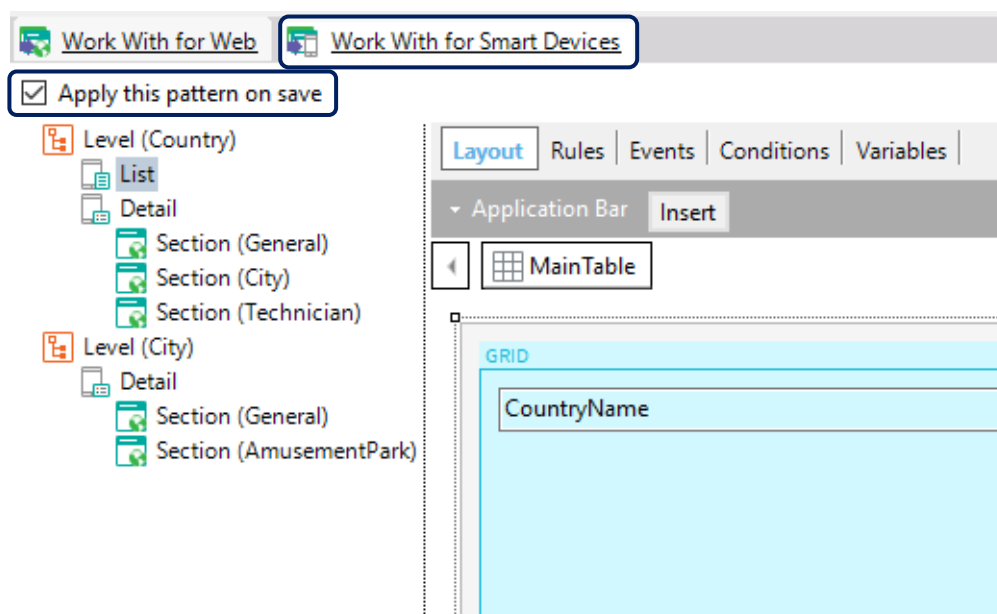 Work With for Web Work With for Smart Devices
Apply this pattern on save
Level (Country)
List
Detail
Section (General)
Section (City)
Section (Technician)
Level (City)
Detail
Section (General)
Section (AmusementPark)
Layout Rules Events Conditions Variables
Application Bar Insert
MainTable
GRID
CountryName